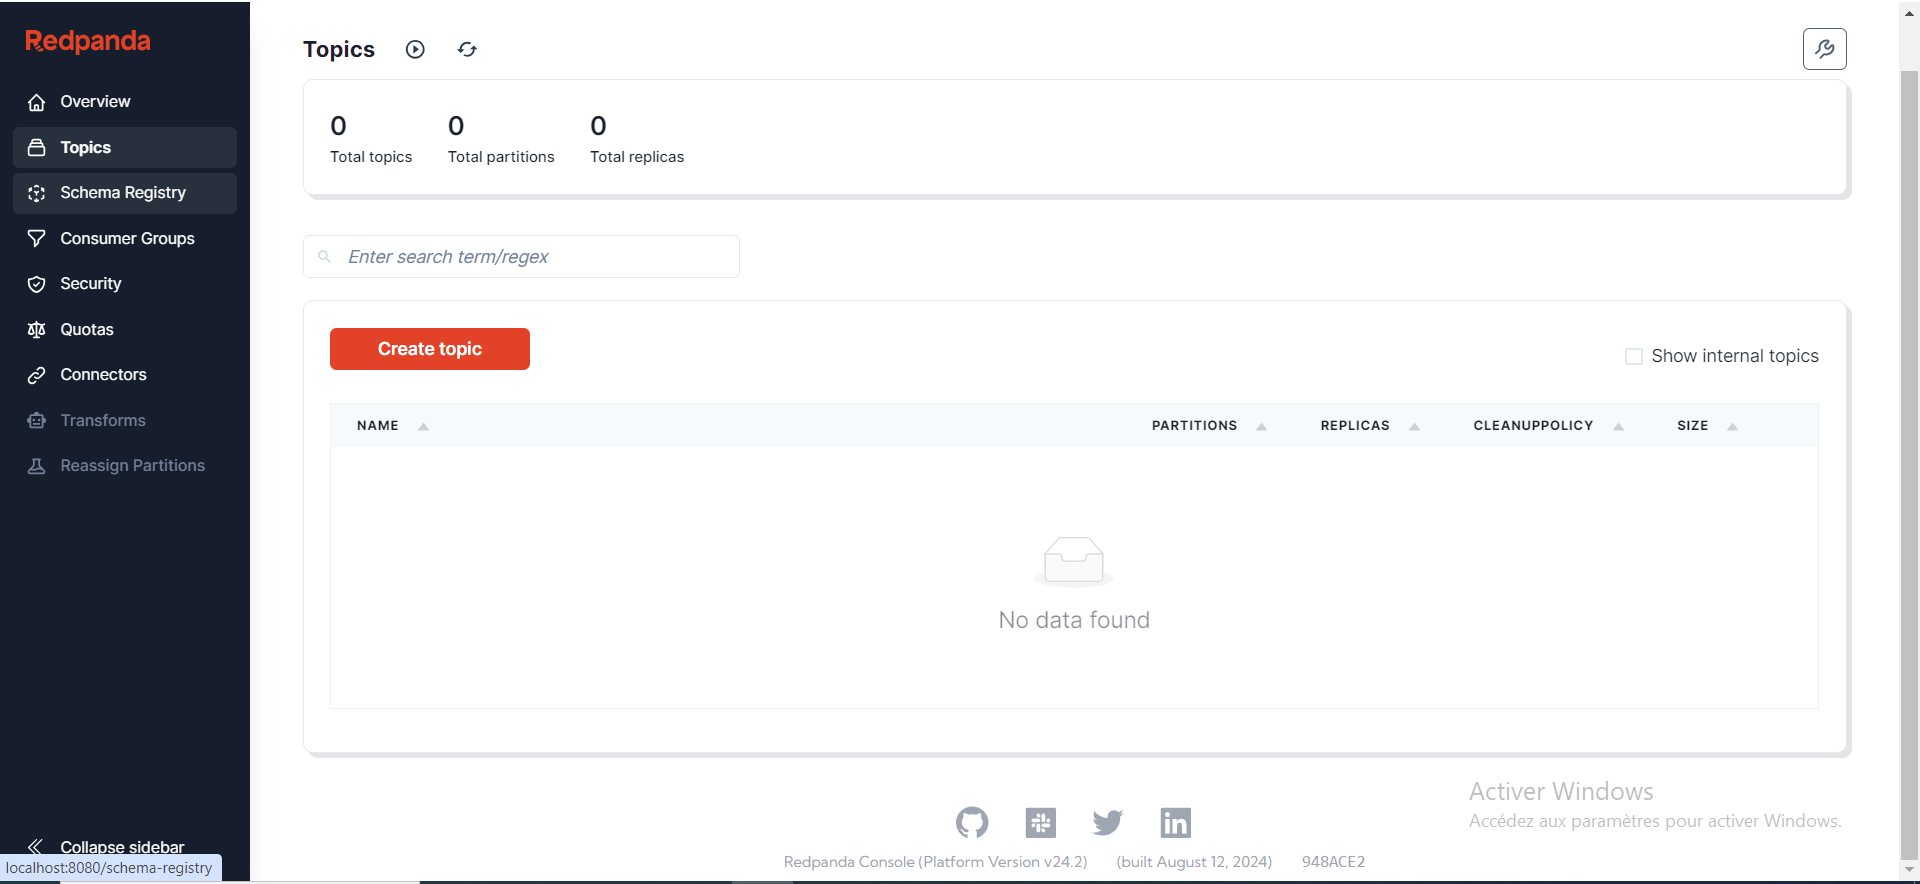 Redpanda
Overview
Topics
Schema Registry
Consumer Groups
Security
Quotas
Connectors
Transforms
Reassign Partitions
Collapse sidebar
localhost:8080/schema-registry
Topics
0
Total topics
0
Total partitions
0
Total replicas
Enter search term/regex
Create topic
Show internal topics
NAME PARTITIONS REPLICAS CLEANUPPOLICY SIZE
No data found
Activer Windows
Accédez aux paramètres pour activer Windows.
Redpanda Console (Platform Version v24.2) (built August 12, 2024) 948ACE2